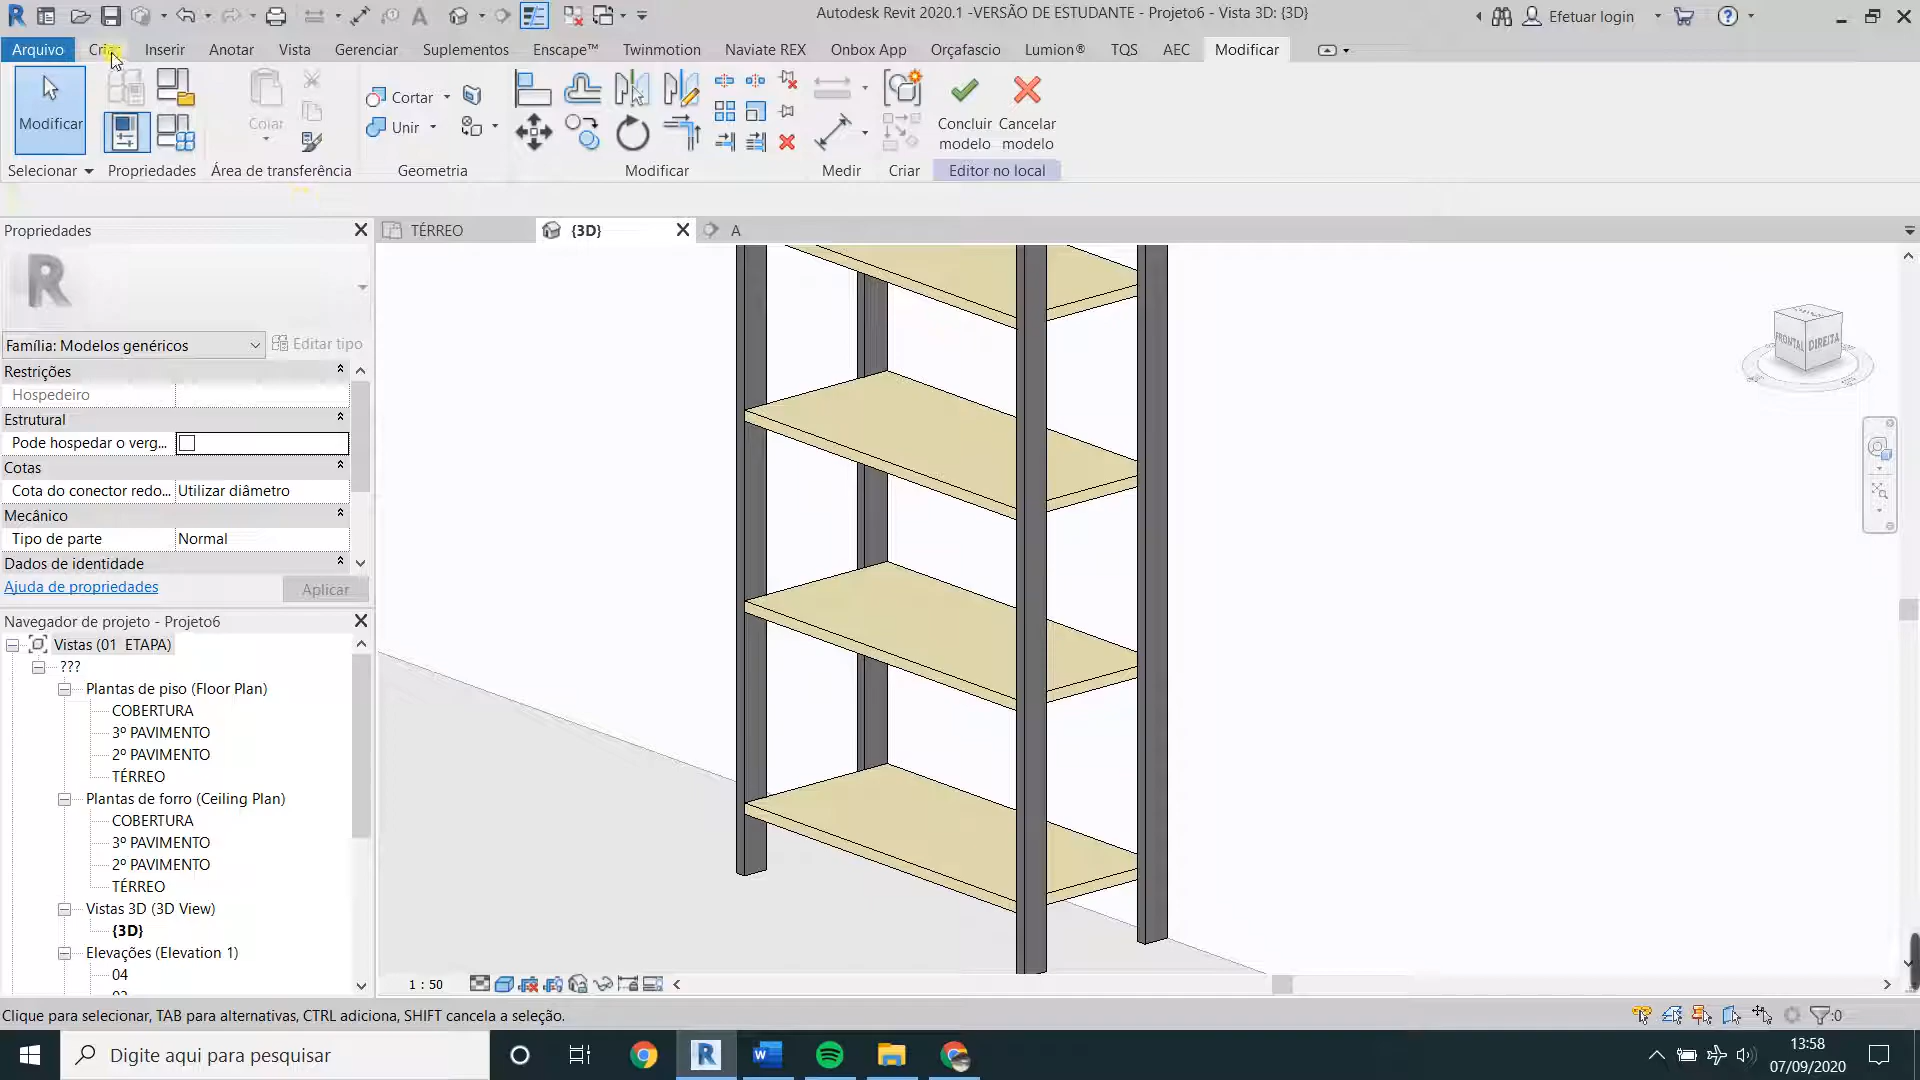 Autodesk Revit 2020.1 -VERSÃO DE ESTUDANTE - Projeto6 - Vista 3D: {3D}
Efetuar login
Arquivo Inserir Anotar Vista Gerenciar Suplementos Enscape™ Twinmotion Naviate REX Onbox App Orçafascio Lumion® TQS AEC Modificar
Modificar
Colar
Cortar
Unir
Concluir modelo
Cancelar modelo
Selecionar Propriedades Área de transferência Geometria Modificar Medir Criar Editor no local
Propriedades
TÉRREO
{3D}
A
R
Família: Modelos genéricos
Editar tipo
Restrições
Hospedeiro
Estrutural
Pode hospedar o verg...
Cotas
Cota do conector redo... Utilizar diâmetro
Mecânico
Tipo de parte Normal
Dados de identidade
Ajuda de propriedades
Aplicar
FRONTAL
DIREITA
Navegador de projeto - Projeto6
Vistas (01 ETAPA)
???
Plantas de piso (Floor Plan)
COBERTURA
3º PAVIMENTO
2º PAVIMENTO
TÉRREO
Plantas de forro (Ceiling Plan)
COBERTURA
3º PAVIMENTO
2º PAVIMENTO
TÉRREO
Vistas 3D (3D View)
{3D}
Elevações (Elevation 1)
04
1 : 50
Clique para selecionar, TAB para alternativas, CTRL adiciona, SHIFT cancela a seleção.
:0
Digite aqui para pesquisar
13:58
07/09/2020